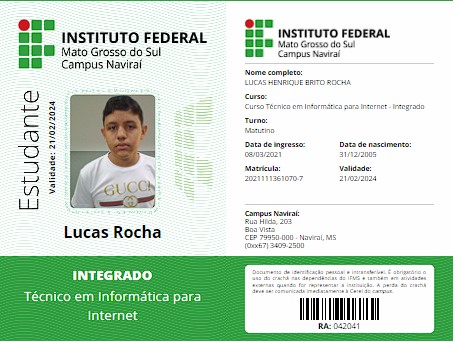 INSTITUTO FEDERAL
Mato Grosso do Sul
Campus Naviraí
Estudante
Validade: 21/02/2024
GUCCI
Lucas Rocha
INTEGRADO
Técnico em Informática para
Internet
INSTITUTO FEDERAL
Mato Grosso do Sul
Campus Naviraí
Nome completo:
LUCAS HENRIQUE BRITO ROCHA
Curso:
Curso Técnico em Informática para Internet - Integrado
Turno:
Matutino
Data de ingresso: Data de nascimento:
08/03/2021 31/12/2005
Matrícula: Validade:
2021111361070-7 21/02/2024
Campus Naviraí:
Rua Hilda, 203
Boa Vista
CEP 79950-000 - Naviraí, MS
(0xx67) 3409-2500
Documento de identificação pessoal e intransferível. É obrigatório o
uso do crachá nas dependências do IFMS e também em atividades
externas quando for representar a instituição. A perda do crachá
deve ser comunicada imediatamente à Cerel do campus.
RA: 042041